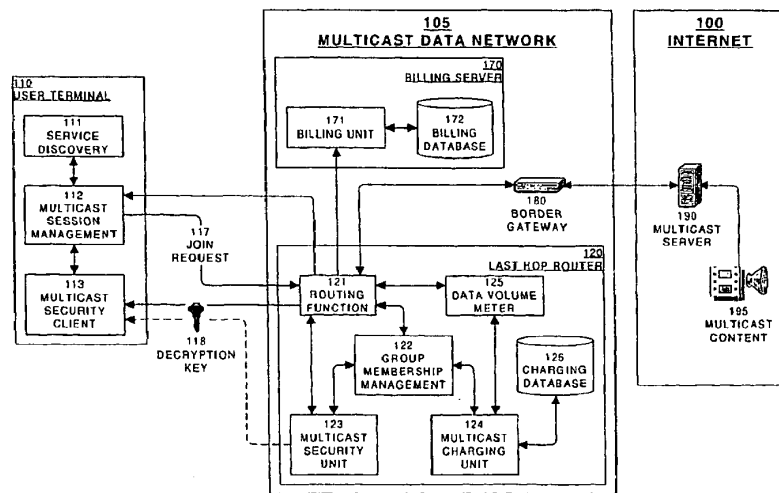 105
MULTICAST DATA NETWORK
100
INTERNET
170
BILLING SERVER
171
BILLING UNIT
172
BILLING
DATABASE
110
USER TERMINAL
111
SERVICE
DISCOVERY
112
MULTICAST
SESSION
MANAGEMENT
113
MULTICAST
SECURITY
CLIENT
117
JOIN
REQUEST
118
DECRYPTION
KEY
180
BORDER
GATEWAY
190
MULTICAST
SERVER
195
MULTICAST
CONTENT
120
LAST HOP ROUTER
121
ROUTING
FUNCTION
125
DATA VOLUME
METER
122
GROUP
MEMBERSHIP
MANAGEMENT
126
CHARGING
DATABASE
123
MULTICAST
SECURITY
UNIT
124
MULTICAST
CHARGING
UNIT